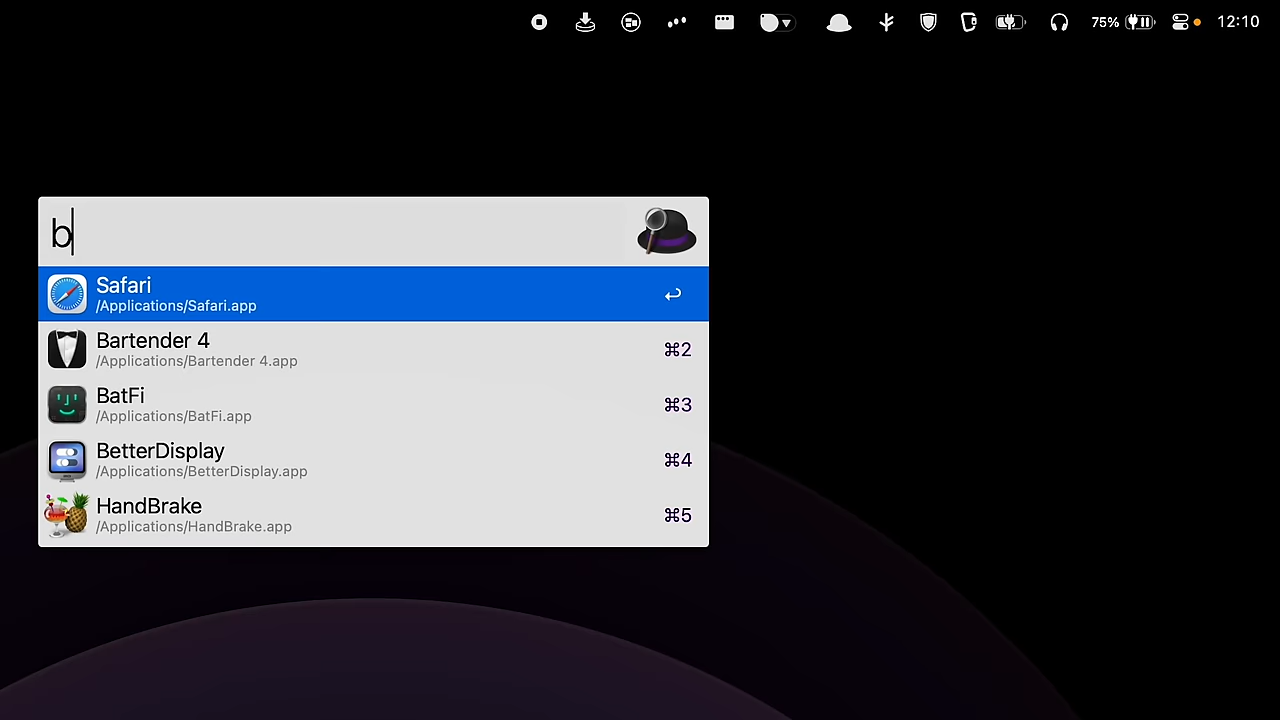 75% 12:10
b
Safari
/Applications/Safari.app
Bartender 4
/Applications/Bartender 4.app
⌘2
BatFi
/Applications/BatFi.app
⌘3
BetterDisplay
/Applications/BetterDisplay.app
⌘4
HandBrake
/Applications/HandBrake.app
⌘5